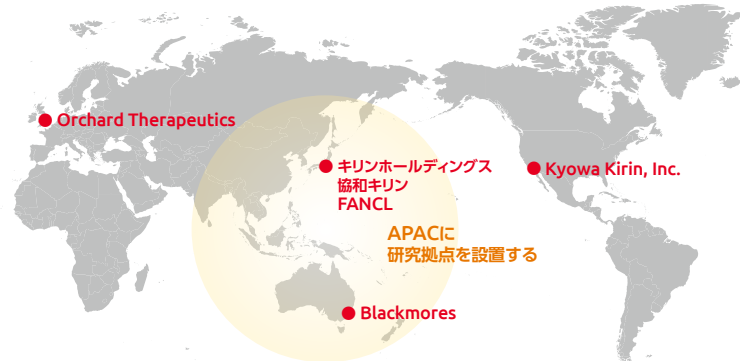 Orchard Therapeutics
キリンホールディングス
協和キリン
FANCL
Kyowa Kirin, Inc.
APACに
研究拠点を設置する
Blackmores